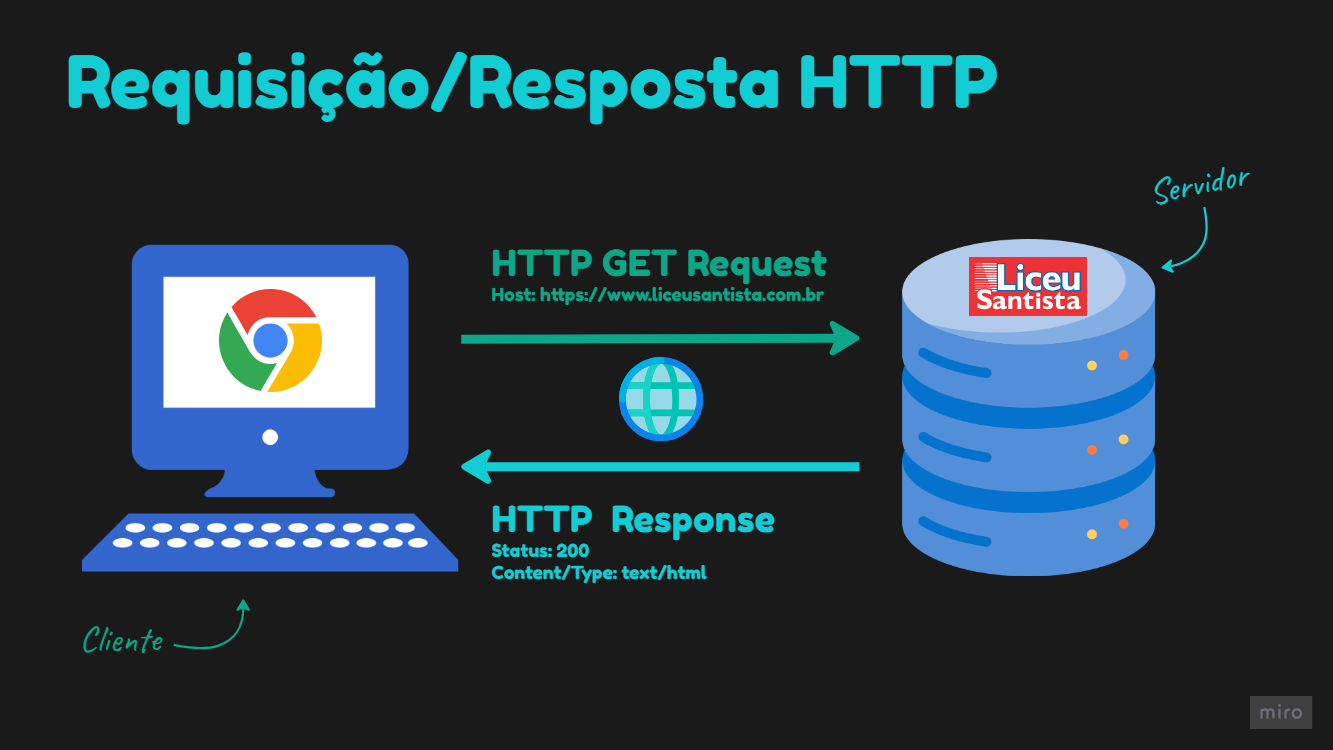 Requisição/Resposta HTTP
Servidor
HTTP GET Request
Host: https://www.liceusantista.com.br
Liceu
Santista
HTTP Response
Status: 200
Content/Type: text/html
Cliente
miro